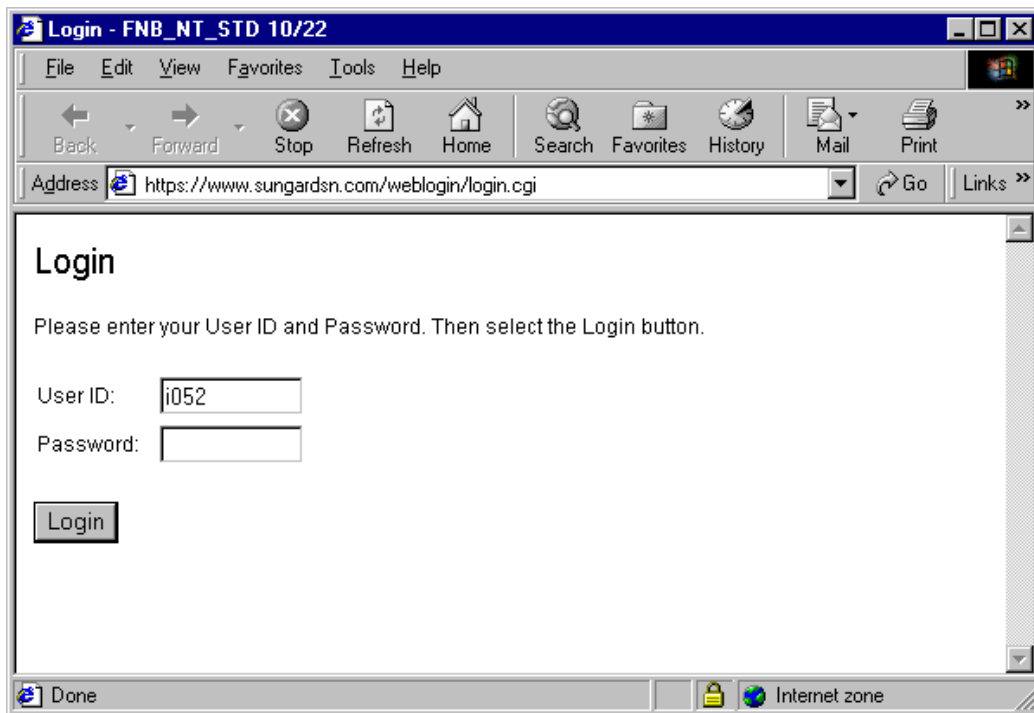 Login - FNB_NT_STD 10/22
File Edit View Favorites Tools Help
Back Forward Stop Refresh Home Search Favorites History Mail Print »
Address https://www.sungardsn.com/weblogin/login.cgi Go Links »
Login
Please enter your User ID and Password. Then select the Login button.
User ID: i052
Password:
Login
Done Internet zone